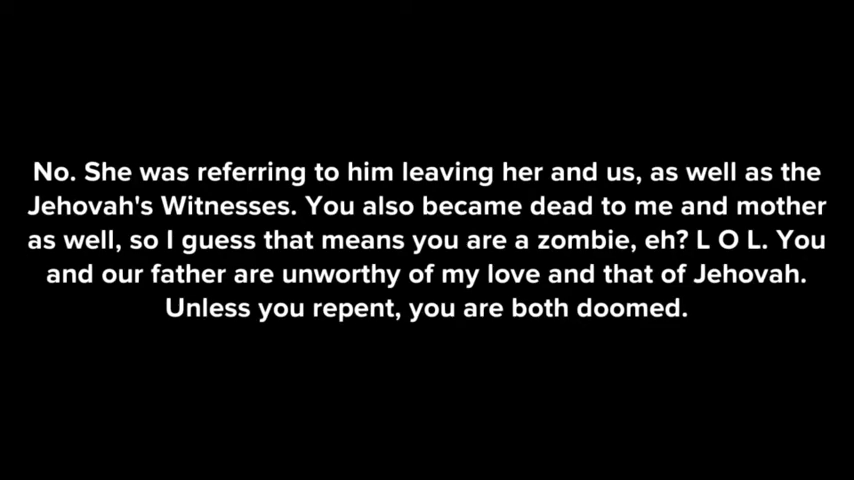 No. She was referring to him leaving her and us, as well as the
Jehovah's Witnesses. You also became dead to me and mother
as well, so I guess that means you are a zombie, eh? L O L. You
and our father are unworthy of my love and that of Jehovah.
Unless you repent, you are both doomed.